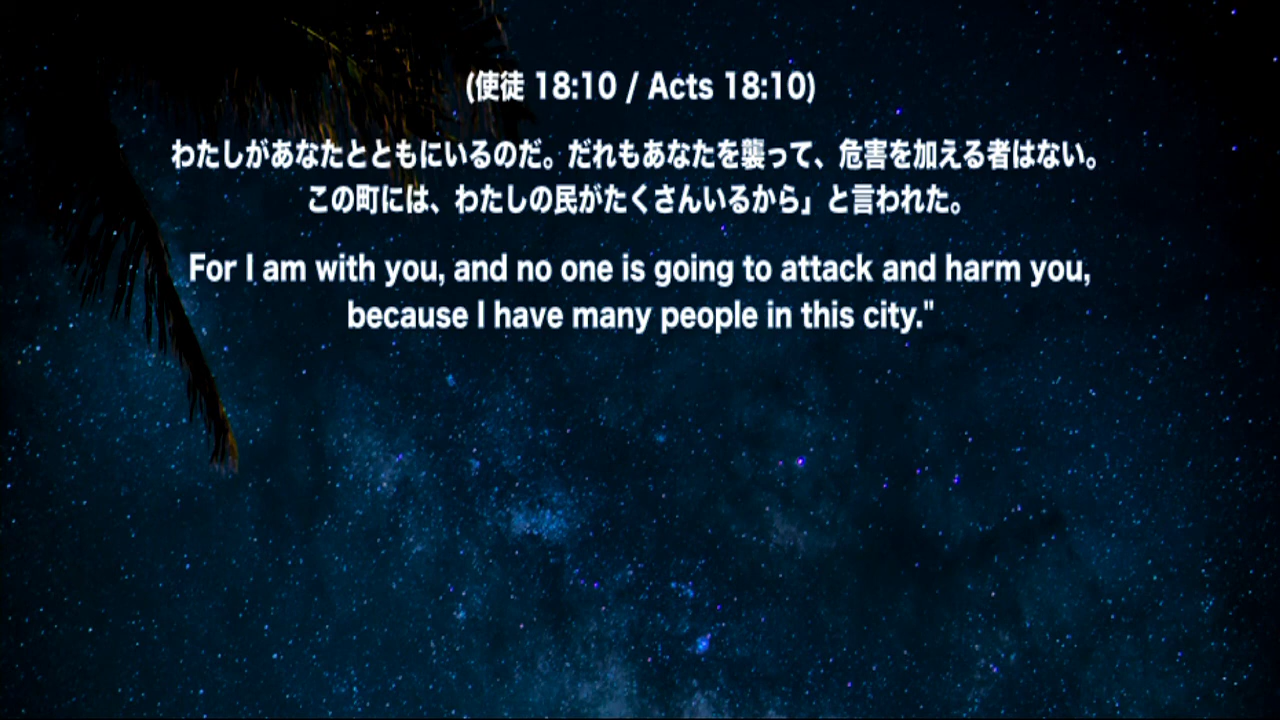 (使徒 18:10 / Acts 18:10)
わたしがあなたとともにいるのだ。だれもあなたを襲って、危害を加える者はない。
この町には、わたしの民がたくさんいるから」と言われた。
For I am with you, and no one is going to attack and harm you,
because I have many people in this city."